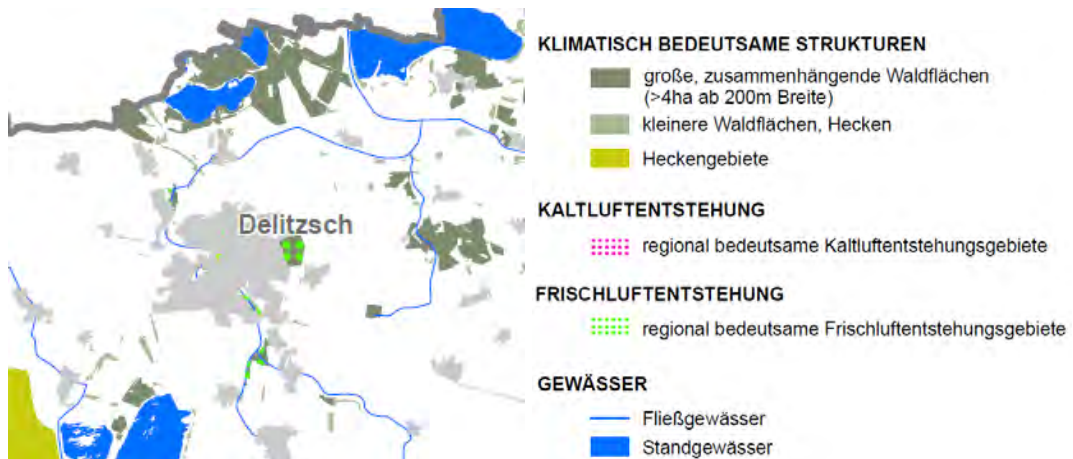 Delitzsch
KLIMATISCH BEDEUTSAME STRUKTUREN
große, zusammenhängende Waldflächen
(>4ha ab 200m Breite)
kleinere Waldflächen, Hecken
Heckengebiete
KALTLUFTENTSTEHUNG
regional bedeutsame Kaltluftentstehungsgebiete
FRISCHLUFTENTSTEHUNG
regional bedeutsame Frischluftentstehungsgebiete
GEWÄSSER
Fließgewässer
Standgewässer